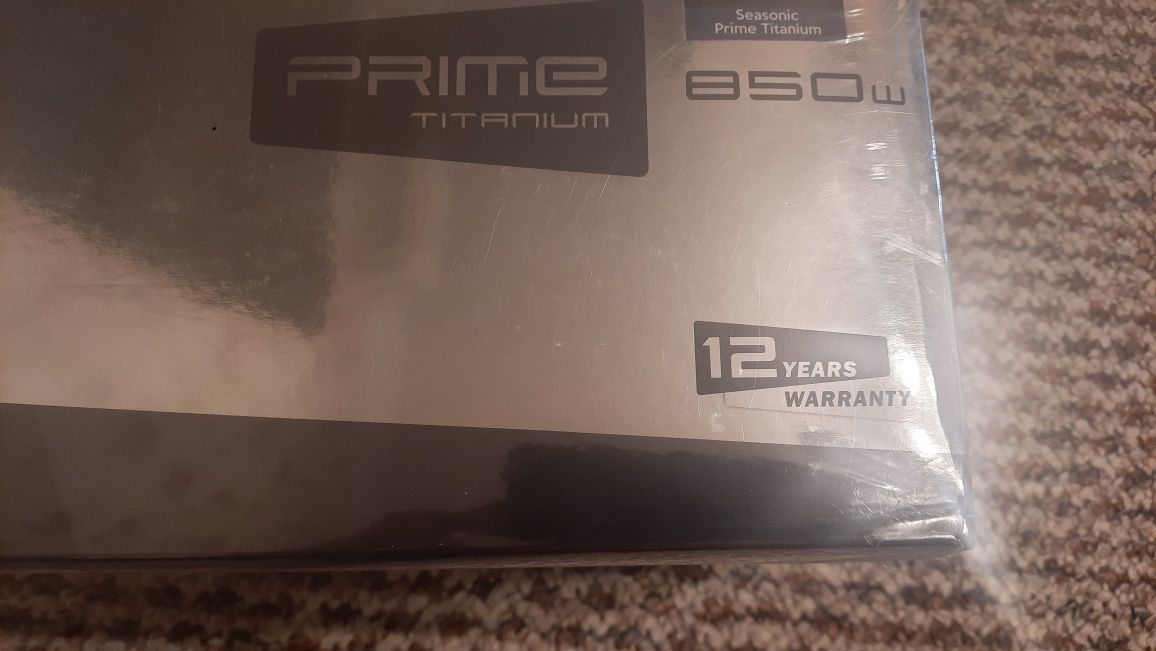 Seasonic
Prime Titanium
PRIME
TITANIUM
850W
12 YEARS
WARRANTY